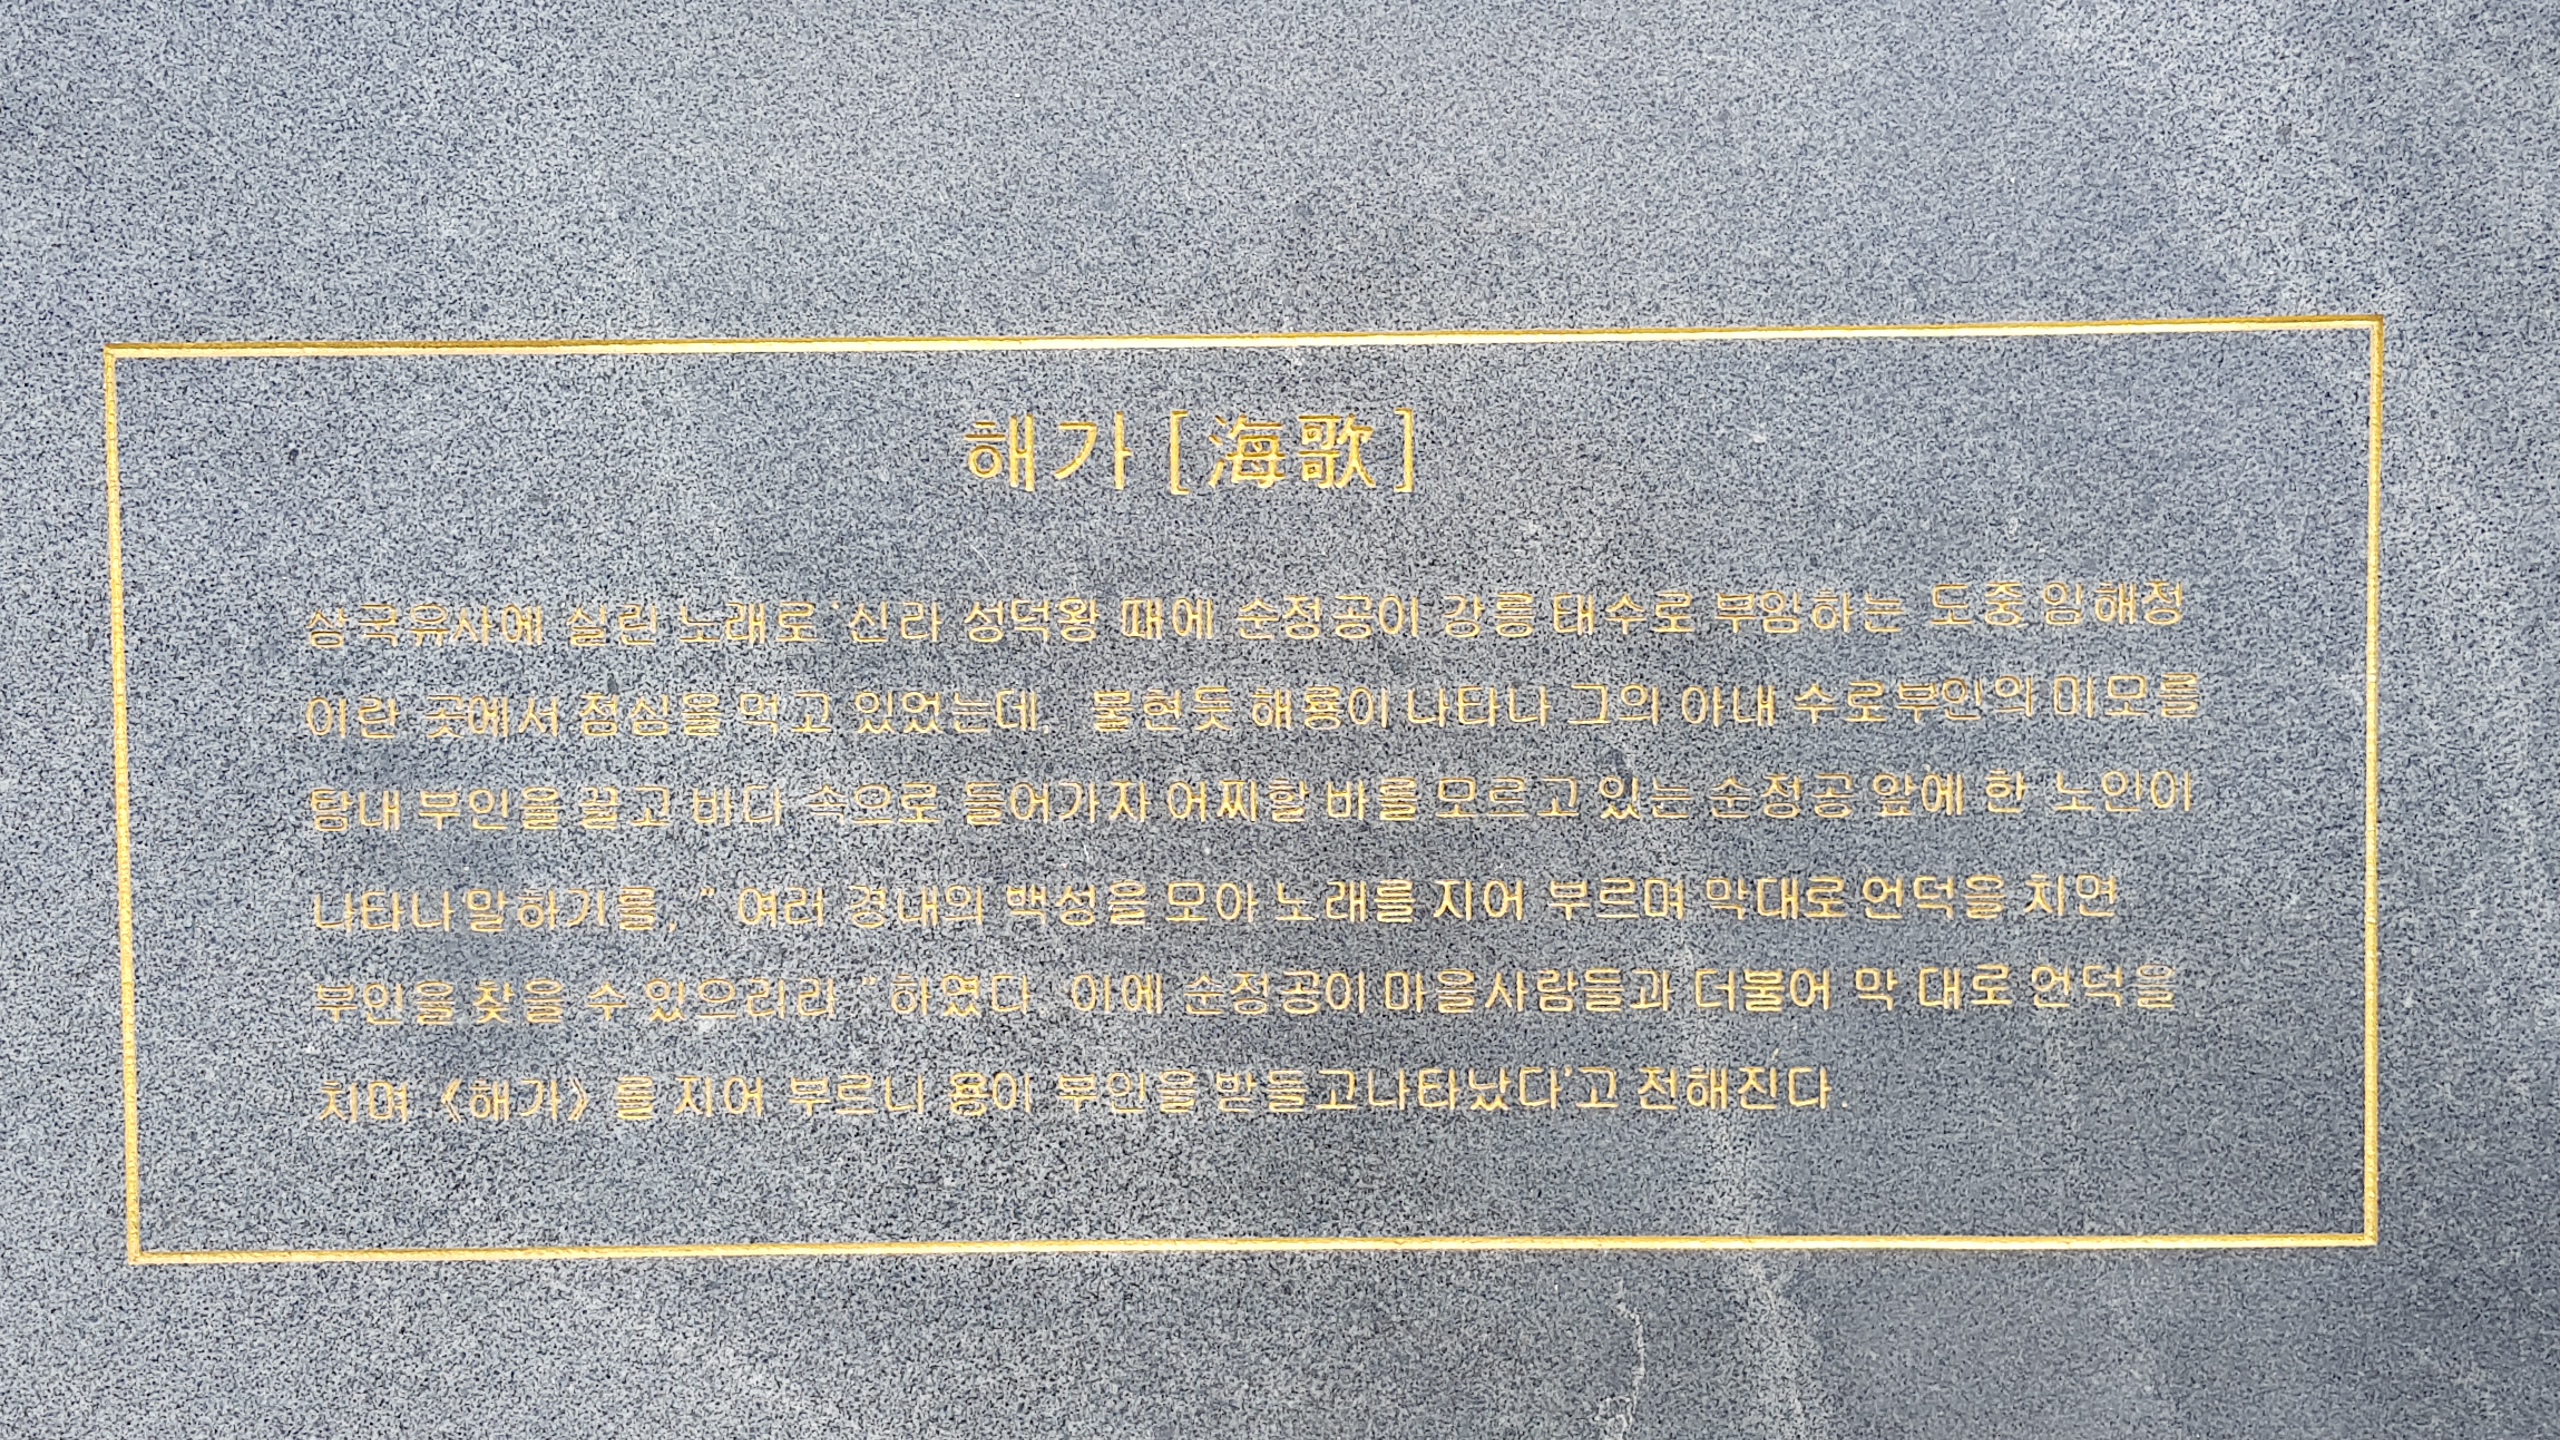 해가 [海歌]
삼국유사에 실린 노래로 '신라 성덕왕 때에 순정공이 강릉 태수로 부임하는 도중 임해정
이란 곳에서 점심을 먹고 있었는데, 불현듯 해룡이 나타나 그의 아내 수로부인의 미모를
탐내 부인을 끌고 바다 속으로 들어가자 어찌할 바를 모르고 있는 순정공 앞에 한 노인이
나타나 말하기를, " 여러 경내의 백성을 모아 노래를 지어 부르며 막대로 언덕을 치면
부인을 찾을 수 있으리라 " 하였다. 이에 순정공이 마을사람들과 더불어 막 대로 언덕을
치며 《해가》를 지어 부르니 용이 부인을 받들고나타났다'고 전해진다.